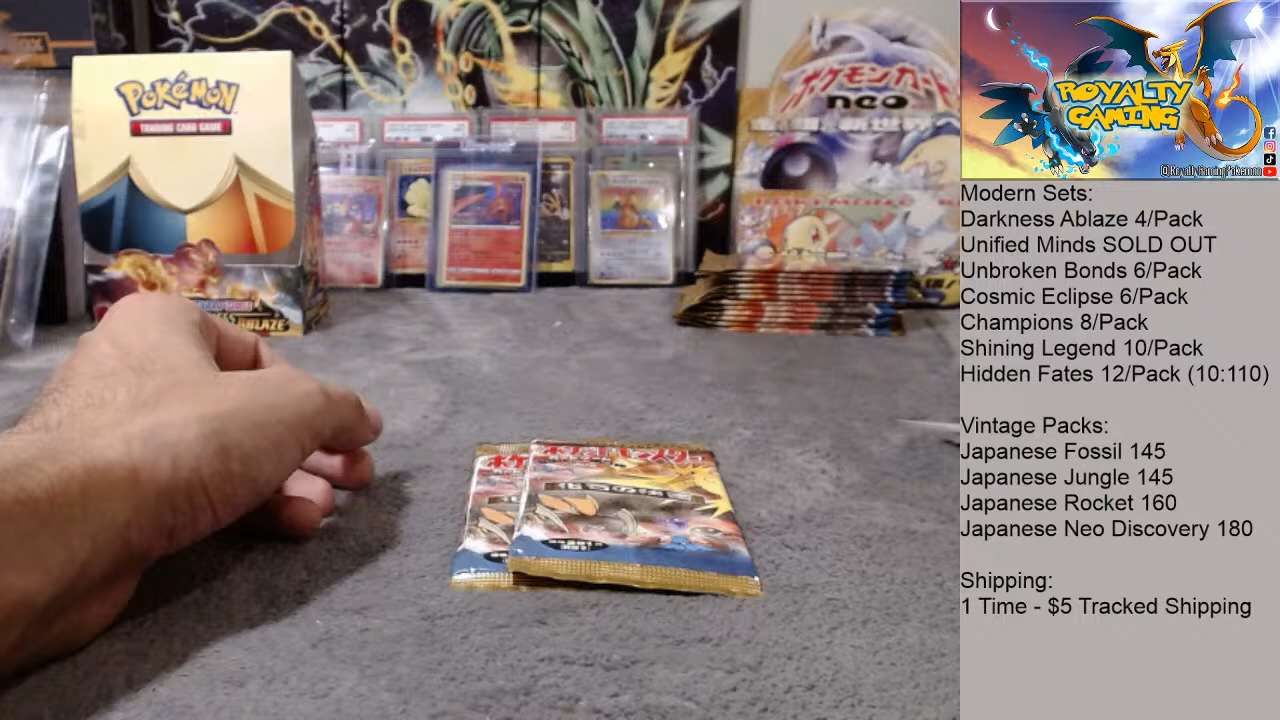 POKéMON
TRADING CARD GAME
ABLAZE
ポケモンカード
neo
ROYALTY
GAMING
@RoyaltyGamingPokemon
Modern Sets:
Darkness Ablaze 4/Pack
Unified Minds SOLD OUT
Unbroken Bonds 6/Pack
Cosmic Eclipse 6/Pack
Champions 8/Pack
Shining Legend 10/Pack
Hidden Fates 12/Pack (10:110)
Vintage Packs:
Japanese Fossil 145
Japanese Jungle 145
Japanese Rocket 160
Japanese Neo Discovery 180
Shipping:
1 Time - $5 Tracked Shipping